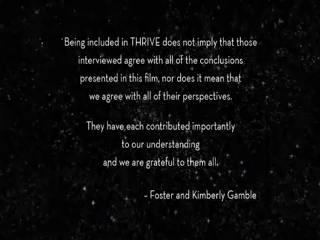 Being included in THRIVE does not imply that those
interviewed agree with all of the conclusions
presented in this film, nor does it mean that
we agree with all of their perspectives.
They have each contributed importantly
to our understanding
and we are grateful to them all.
- Foster and Kimberly Gamble